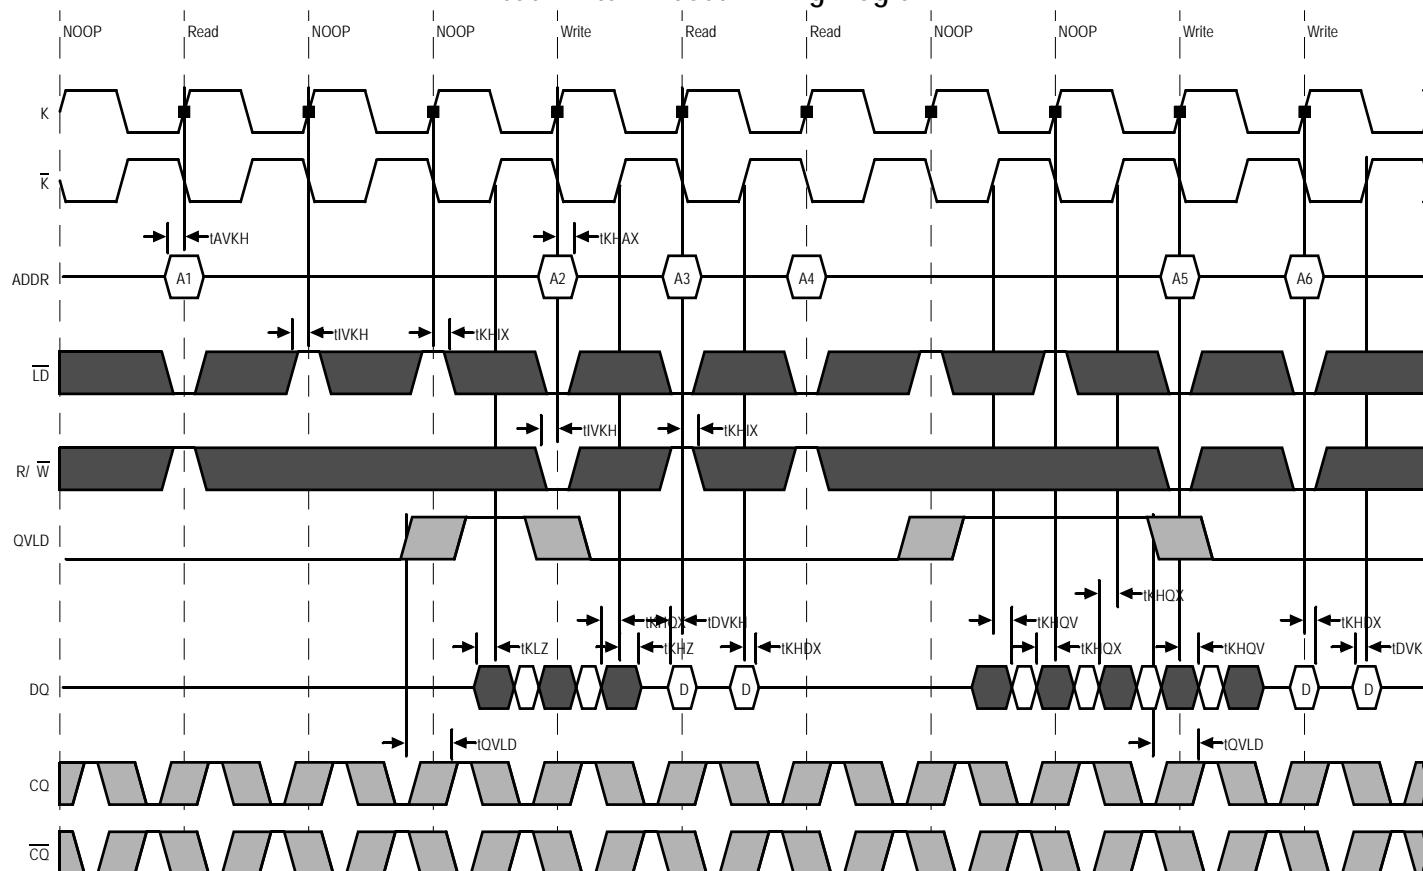 NOOP Read NOOP NOOP Write Read Read NOOP NOOP Write Write
K
K
tAVKH tKHAX
ADDR A1 A2 A3 A4 A5 A6
tIVKH tKHIX
LD
tIVKH tKHIX
R/ W
QVLD
tKHQX
tKHQX tDVKH tKHQV tKHDX
tKLZ tKHZ tKHDX tKHQX tKHQV tDVK
DQ D D D D
tQVLD tQVLD
CQ
CQ